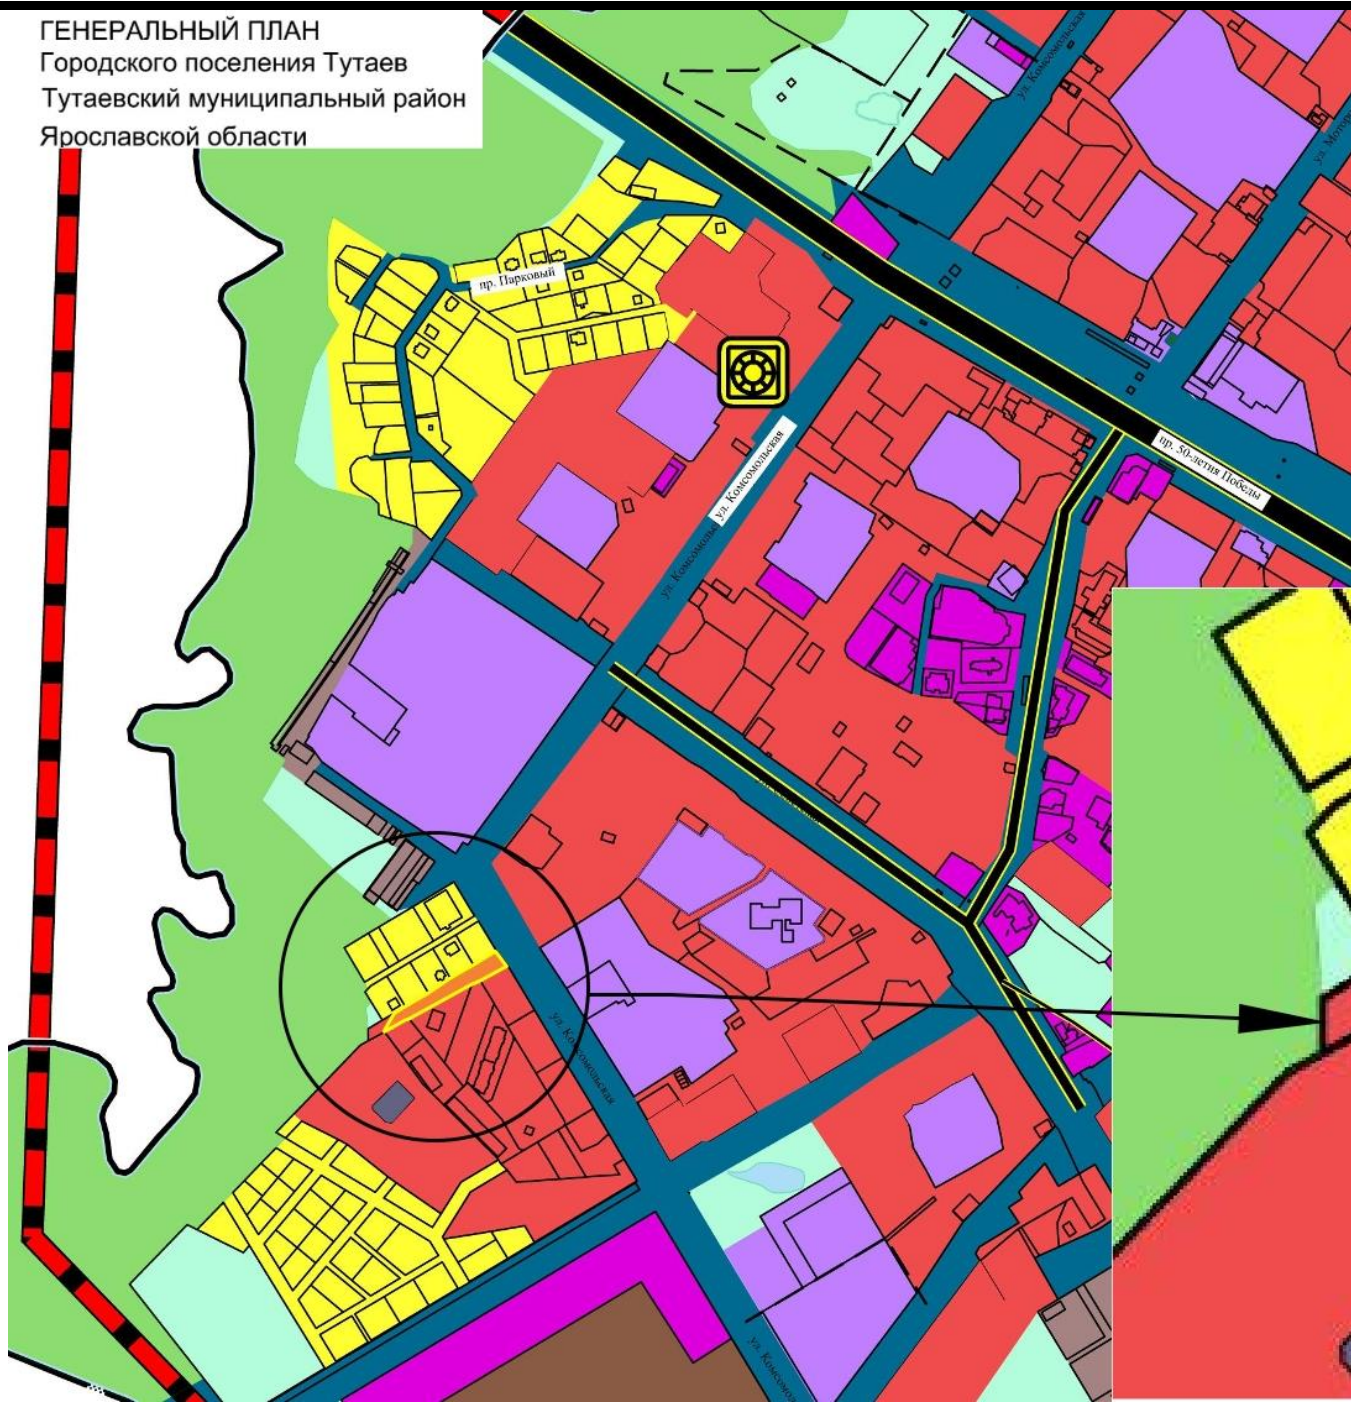 ГЕНЕРАЛЬНЫЙ ПЛАН
Городского поселения Тутаев
Тутаевский муниципальный район
Ярославской области
ул. Комсомольская
пр. Парковый
ул. Комсомольская
пр. 50-летия Победы
ул. Комсомольская